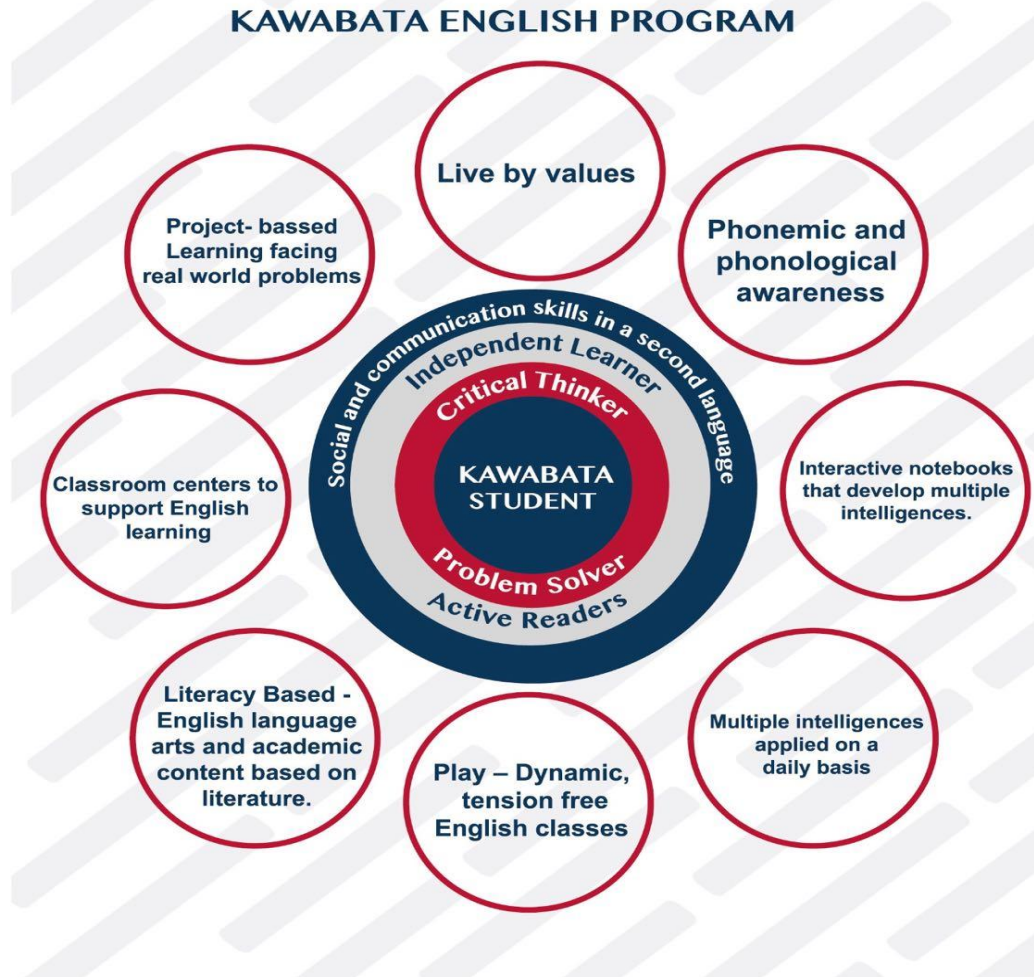 KAWABATA ENGLISH PROGRAM
Live by values
Phonemic and
phonological
awareness
Interactive notebooks
that develop multiple
intelligences.
Multiple intelligences
applied on a
daily basis
Play – Dynamic,
tension free
English classes
Literacy Based -
English language
arts and academic
content based on
literature.
Classroom centers to
support English
learning
Project- bassed
Learning facing
real world problems
Social and communication skills in a second language
Independent Learner
Critical Thinker
KAWABATA
STUDENT
Problem Solver
Active Readers